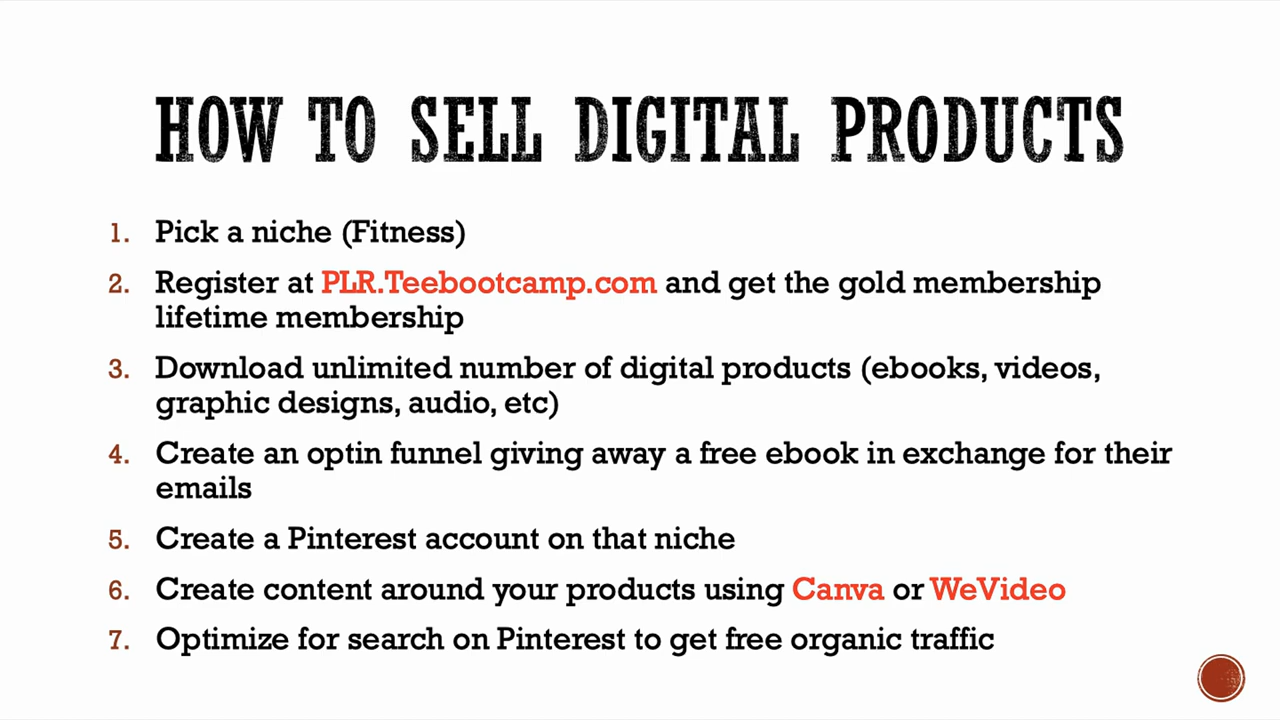 HOW TO SELL DIGITAL PRODUCTS
1. Pick a niche (Fitness)
2. Register at PLR.Teebootcamp.com and get the gold membership
lifetime membership
3. Download unlimited number of digital products (ebooks, videos,
graphic designs, audio, etc)
4. Create an optin funnel giving away a free ebook in exchange for their
emails
5. Create a Pinterest account on that niche
6. Create content around your products using Canva or WeVideo
7. Optimize for search on Pinterest to get free organic traffic